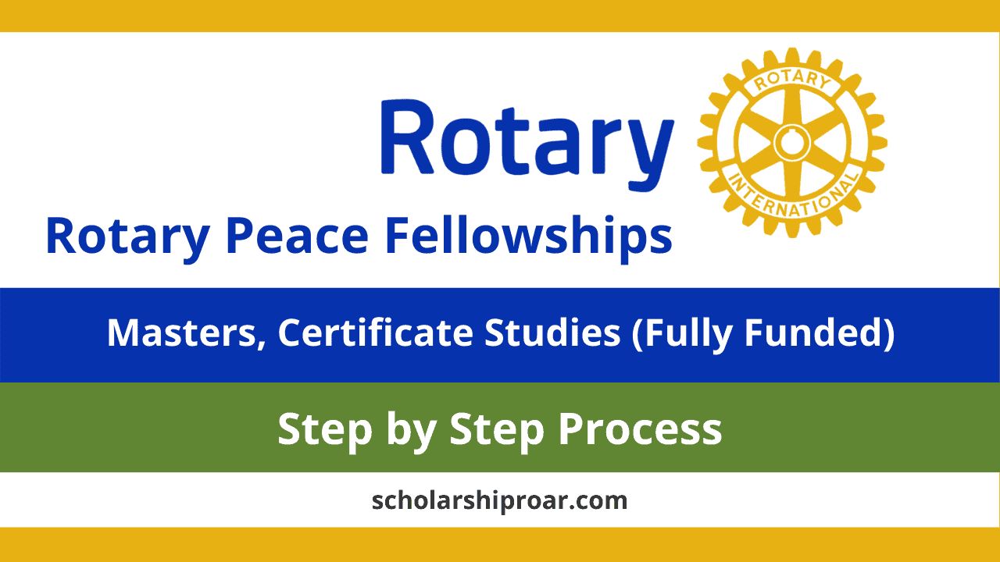 Rotary
ROTARY
INTERNATIONAL
Rotary Peace Fellowships
Masters, Certificate Studies (Fully Funded)
Step by Step Process
scholarshiproar.com